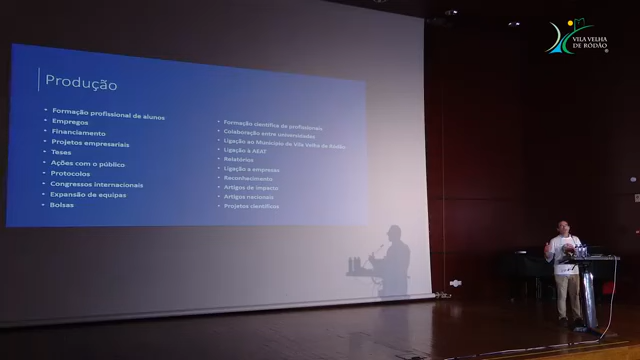 VILA VELHA
DE RÓDÃO
Produção
• Formação profissional de alunos
• Empregos
• Financiamento
• Projetos empresariais
• Teses
• Ações com o público
• Protocolos
• Congressos internacionais
• Expansão de equipas
• Bolsas
• Formação científica de profissionais
• Colaboração entre universidades
• Ligação ao Município de Vila Velha de Rodão
• Ligação à AEAT
• Relatórios
• Ligação a empresas
• Reconhecimento
• Artigos de impacto
• Artigos nacionais
• Projetos científicos